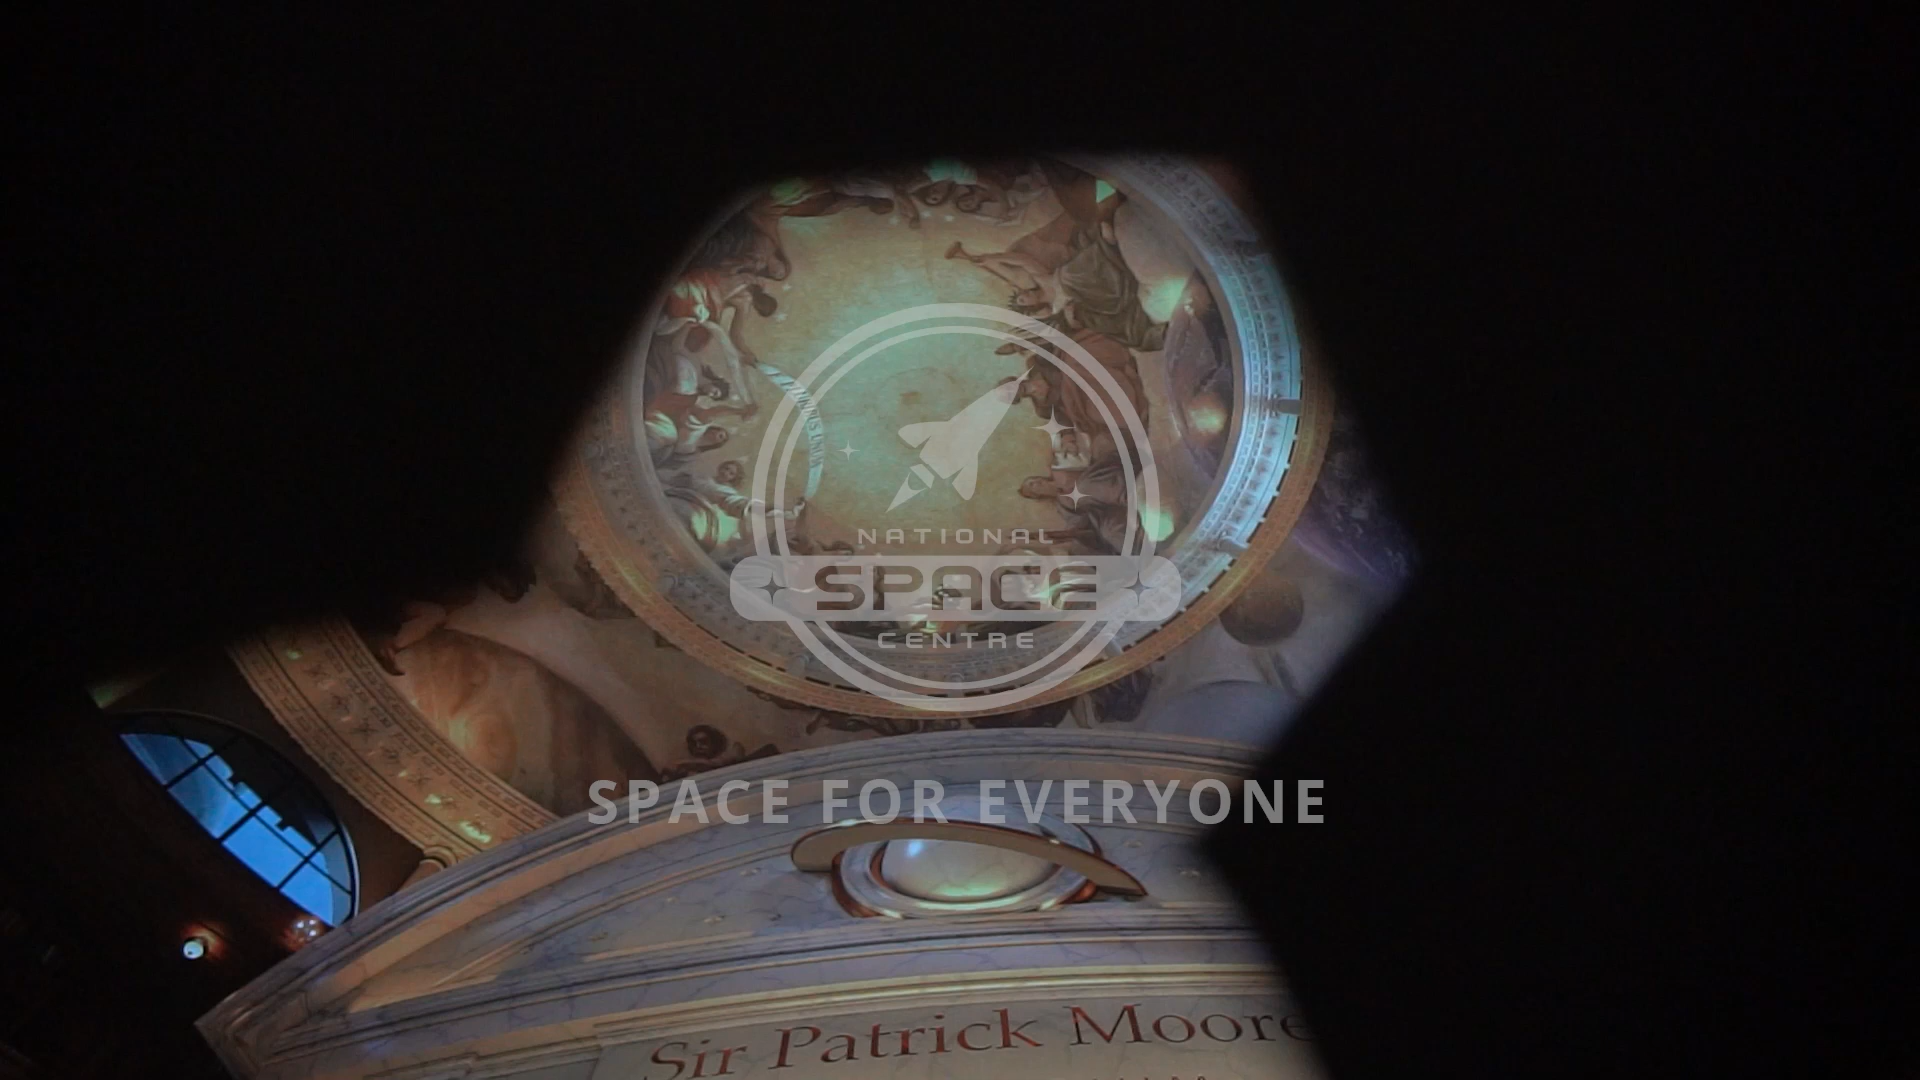 NATIONAL
SPACE
CENTRE
SPACE FOR EVERYONE
Sir Patrick Moore